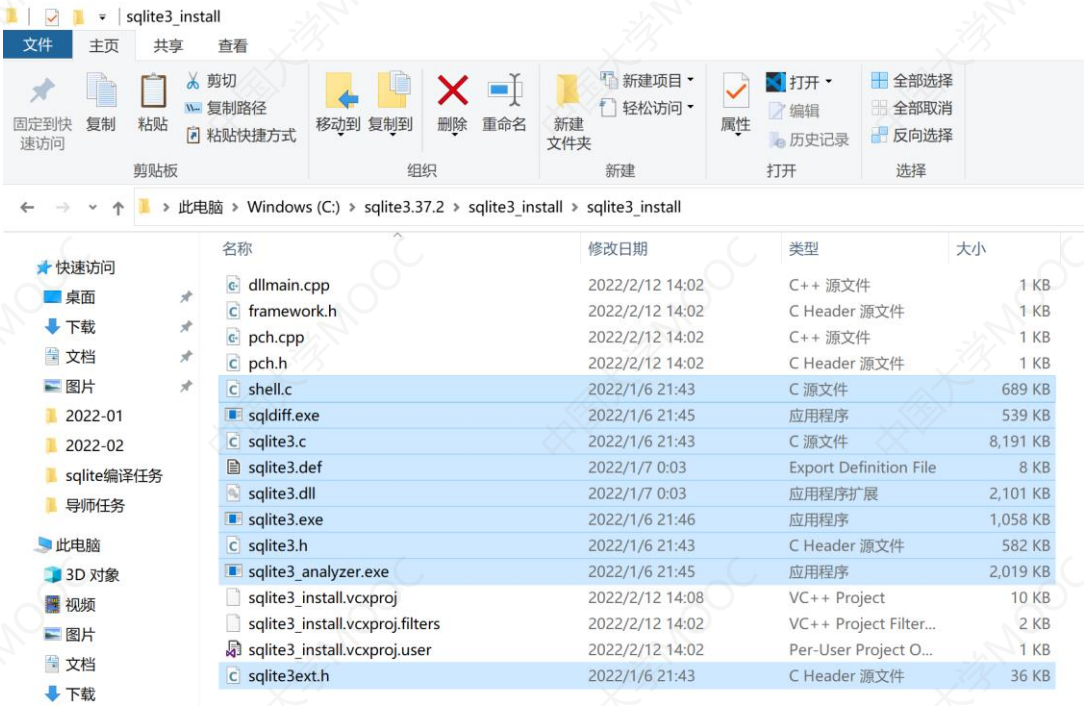 sqlite3_install
文件 主页 共享 查看
固定到快速访问
复制
粘贴
剪切
复制路径
粘贴快捷方式
剪贴板
移动到
复制到
删除
重命名
组织
新建文件夹
新建项目
轻松访问
新建
属性
打开
编辑
历史记录
打开
全部选择
全部取消
反向选择
选择
此电脑 > Windows (C:) > sqlite3.37.2 > sqlite3_install > sqlite3_install
快速访问
桌面
下载
文档
图片
2022-01
2022-02
sqlite编译任务
导师任务
此电脑
3D 对象
视频
图片
文档
下载
名称 修改日期 类型 大小
dllmain.cpp 2022/2/12 14:02 C++ 源文件 1 KB
framework.h 2022/2/12 14:02 C Header 源文件 1 KB
pch.cpp 2022/2/12 14:02 C++ 源文件 1 KB
pch.h 2022/2/12 14:02 C Header 源文件 1 KB
shell.c 2022/1/6 21:43 C 源文件 689 KB
sqldiff.exe 2022/1/6 21:45 应用程序 539 KB
sqlite3.c 2022/1/6 21:43 C 源文件 8,191 KB
sqlite3.def 2022/1/7 0:03 Export Definition File 8 KB
sqlite3.dll 2022/1/7 0:03 应用程序扩展 2,101 KB
sqlite3.exe 2022/1/6 21:46 应用程序 1,058 KB
sqlite3.h 2022/1/6 21:43 C Header 源文件 582 KB
sqlite3_analyzer.exe 2022/1/6 21:45 应用程序 2,019 KB
sqlite3_install.vcxproj 2022/2/12 14:08 VC++ Project 10 KB
sqlite3_install.vcxproj.filters 2022/2/12 14:02 VC++ Project Filter... 2 KB
sqlite3_install.vcxproj.user 2022/2/12 14:02 Per-User Project O... 1 KB
sqlite3ext.h 2022/1/6 21:43 C Header 源文件 36 KB
中国大学MOOC